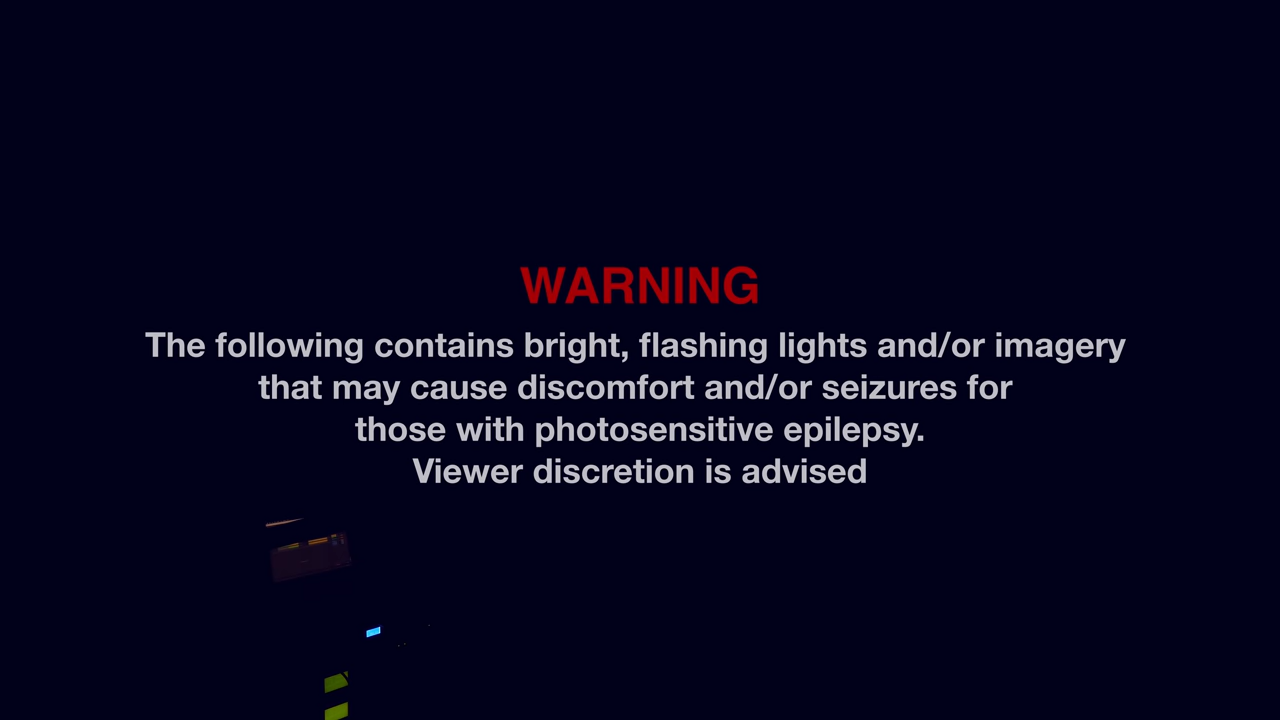 WARNING
The following contains bright, flashing lights and/or imagery
that may cause discomfort and/or seizures for
those with photosensitive epilepsy.
Viewer discretion is advised